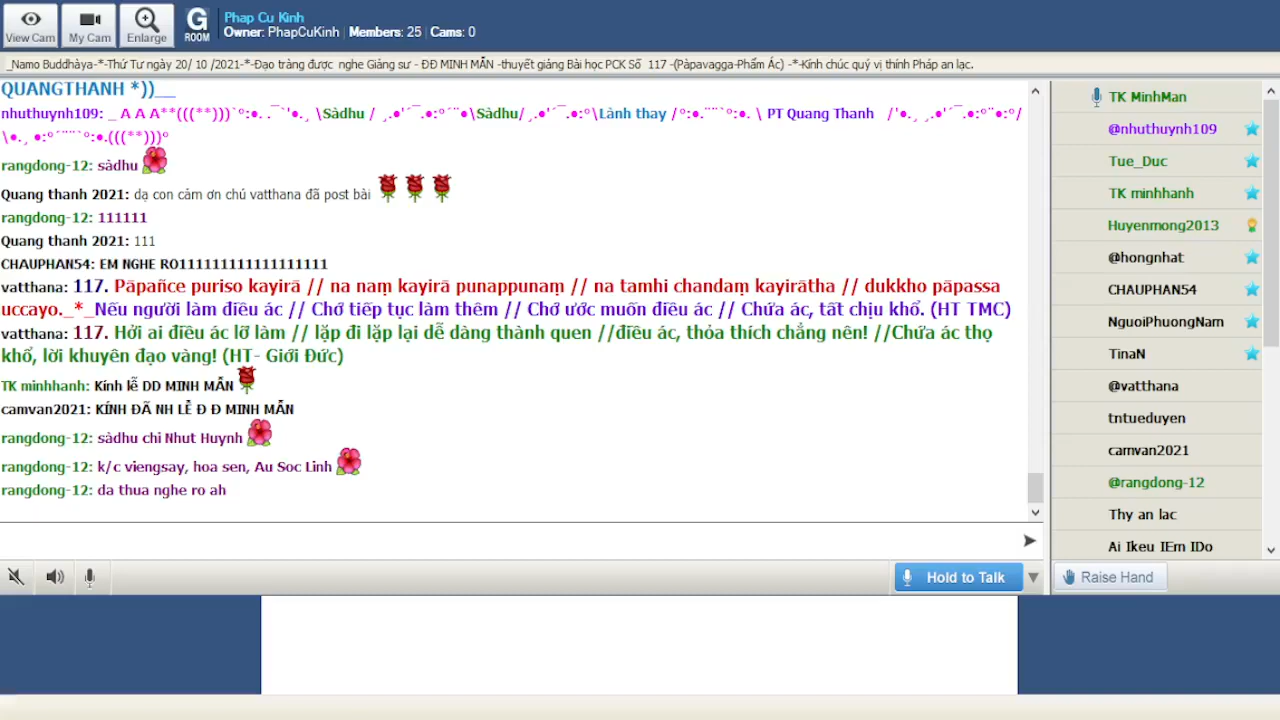 View Cam
My Cam
Enlarge
G
ROOM
Phap Cu Kinh
Owner: PhapCuKinh | Members: 25 | Cams: 0
_Namo Buddhàya-*-Thứ Tư ngày 20/ 10 /2021-*-Đạo tràng được nghe Giảng sư - ĐĐ MINH MẪN -thuyết giảng Bài học PCK Số 117 -(Pàpavagga-Phẩm Ác) -*-Kính chúc quý vị thính Pháp an lạc.
QUANGTHANH *))__
nhuthuynh109: _ A A A**(((**)))`°:•. .¯`'•.¸ \Sàdhu / ¸.•'´¯.•:°´¨•\Sàdhu/ ¸.•'´¯.•:°\Lành thay /°:•.¨¨`°:•. \ PT Quang Thanh /'•.¸ ¸.•'´¯.•:°¨•:°/
\•.¸ •:°´¨¨`°:•.(((**)))°
rangdong-12: sàdhu
Quang thanh 2021: dạ con cảm ơn chú vatthana đã post bài
rangdong-12: 111111
Quang thanh 2021: 111
CHAUPHAN54: EM NGHE RO111111111111111111
vatthana: 117. Pāpañce puriso kayirā // na naṃ kayirā punappunaṃ // na tamhi chandaṃ kayirātha // dukkho pāpassa
uccayo._*_Nếu người làm điều ác // Chớ tiếp tục làm thêm // Chớ ước muốn điều ác // Chứa ác, tất chịu khổ. (HT TMC)
vatthana: 117. Hởi ai điều ác lỡ làm // lặp đi lặp lại dễ dàng thành quen //điều ác, thỏa thích chẳng nên! //Chứa ác thọ
khổ, lời khuyên đạo vàng! (HT- Giới Đức)
TK minhhanh: Kính lễ DD MINH MẪN
camvan2021: KÍNH ĐÃ NH LỄ Đ Đ MINH MẪN
rangdong-12: sàdhu chi Nhut Huynh
rangdong-12: k/c viengsay, hoa sen, Au Soc Linh
rangdong-12: da thua nghe ro ah
Hold to Talk
TK MinhMan
@nhuthuynh109
Tue_Duc
TK minhhanh
Huyenmong2013
@hongnhat
CHAUPHAN54
NguoiPhuongNam
TinaN
@vatthana
tntueduyen
camvan2021
@rangdong-12
Thy an lac
Ai Ikeu IEm IDo
Raise Hand